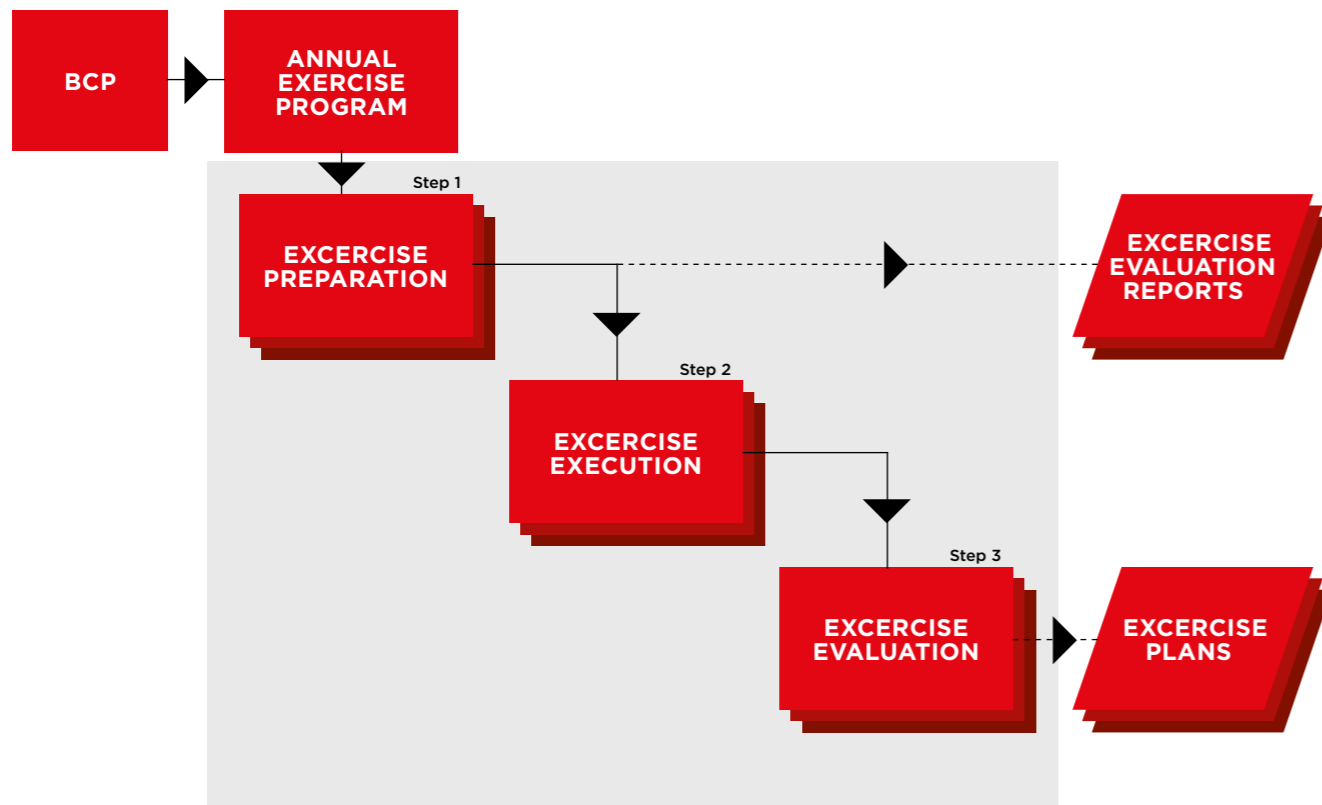 BCP
ANNUAL
EXERCISE
PROGRAM
Step 1
EXCERCISE
PREPARATION
EXCERCISE
EVALUATION
REPORTS
Step 2
EXCERCISE
EXECUTION
Step 3
EXCERCISE
EVALUATION
EXCERCISE
PLANS